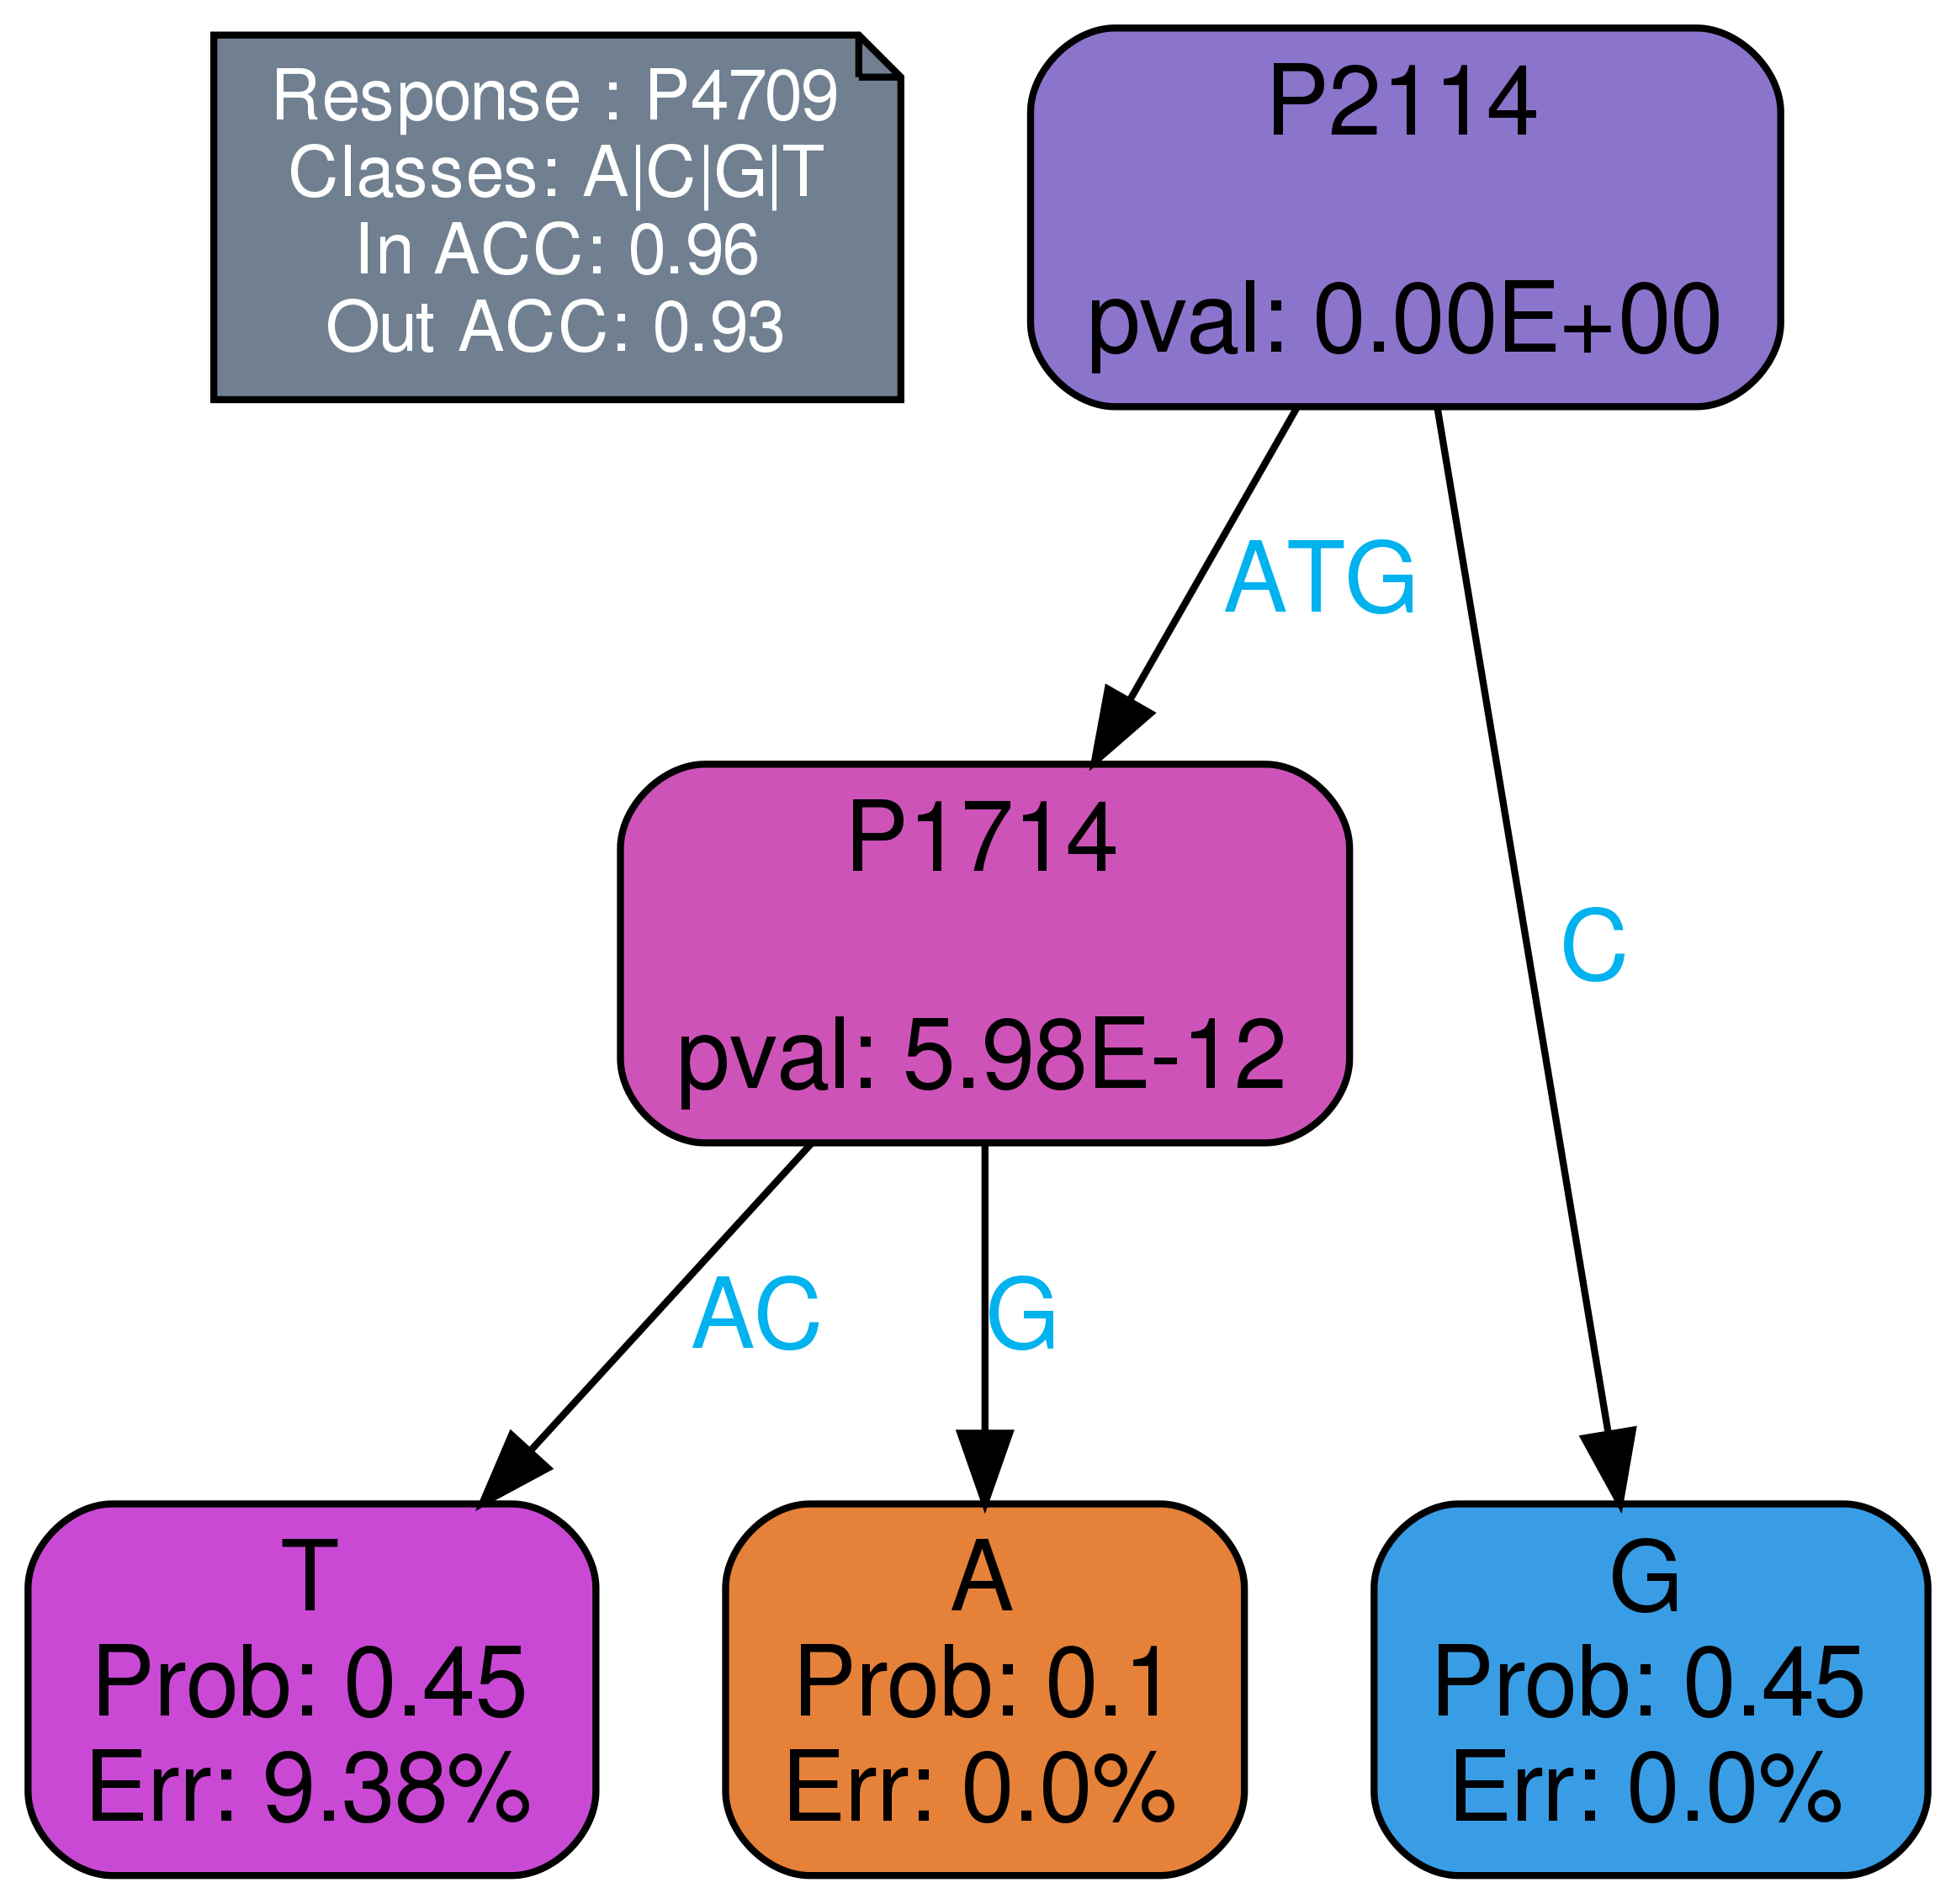 Response : P4709
Classes: A|C|G|T
In ACC: 0.96
Out ACC: 0.93
P2114
pval: 0.00E+00
ATG
C
P1714
pval: 5.98E-12
AC
G
T
Prob: 0.45
Err: 9.38%
A
Prob: 0.1
Err: 0.0%
G
Prob: 0.45
Err: 0.0%